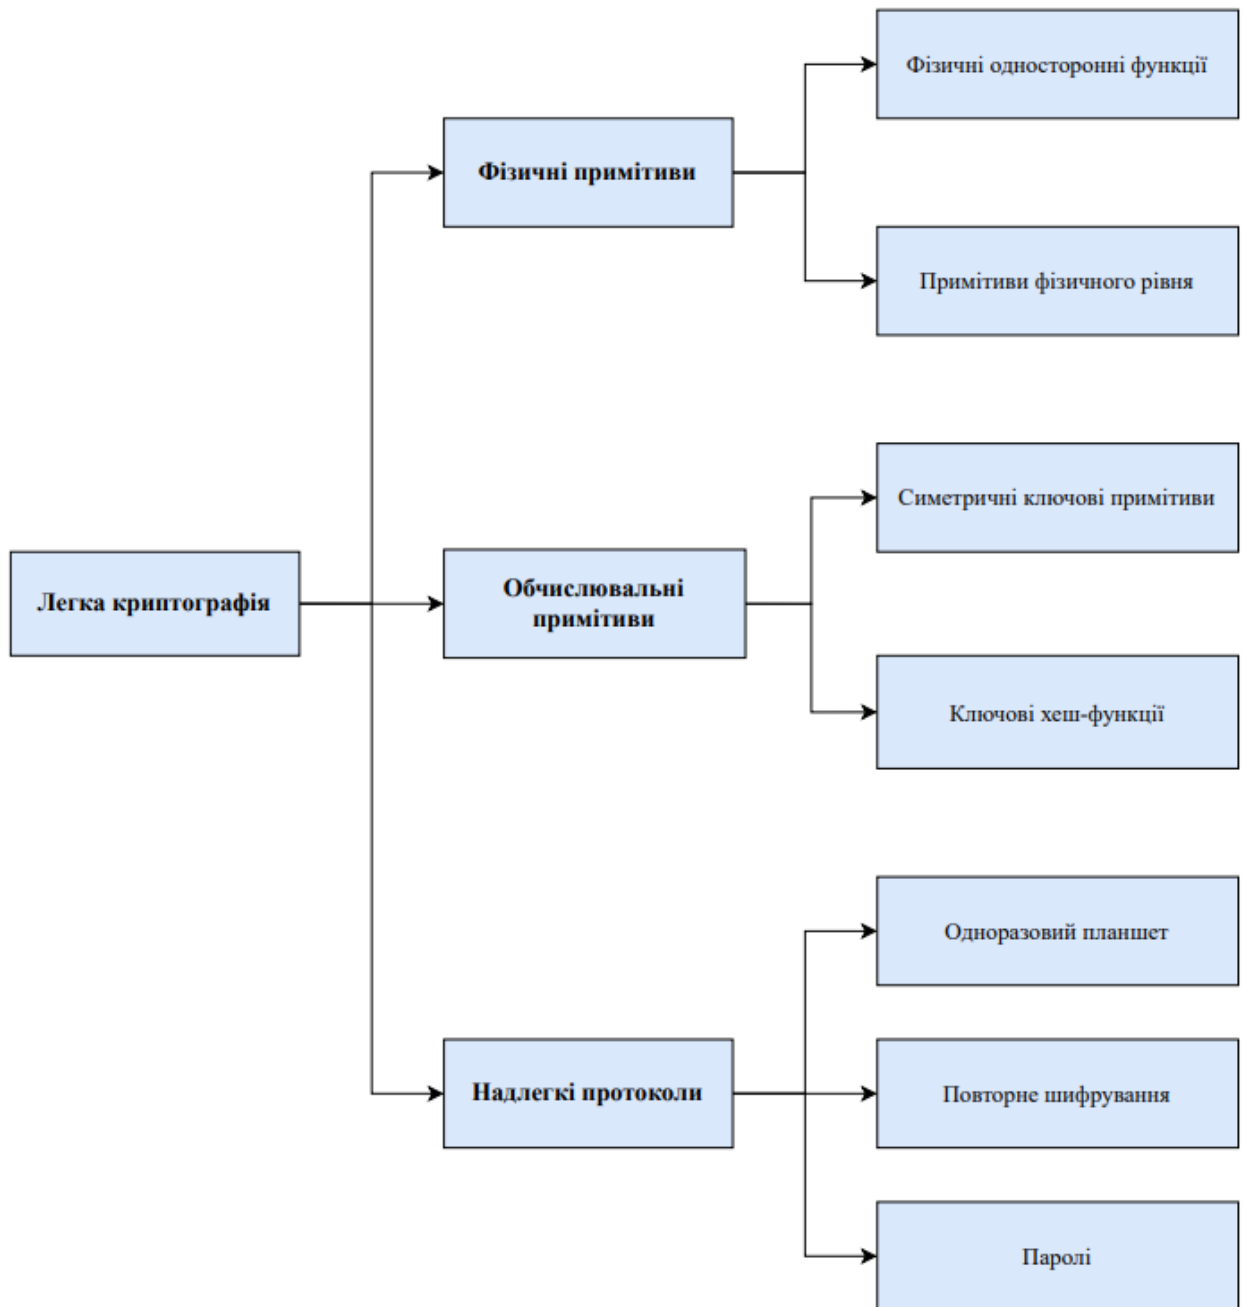 Легка криптографія
Фізичні примітиви
Фізичні односторонні функції
Примітиви фізичного рівня
Обчислювальні
примітиви
Симетричні ключові примітиви
Ключові хеш-функції
Надлегкі протоколи
Одноразовий планшет
Повторне шифрування
Паролі